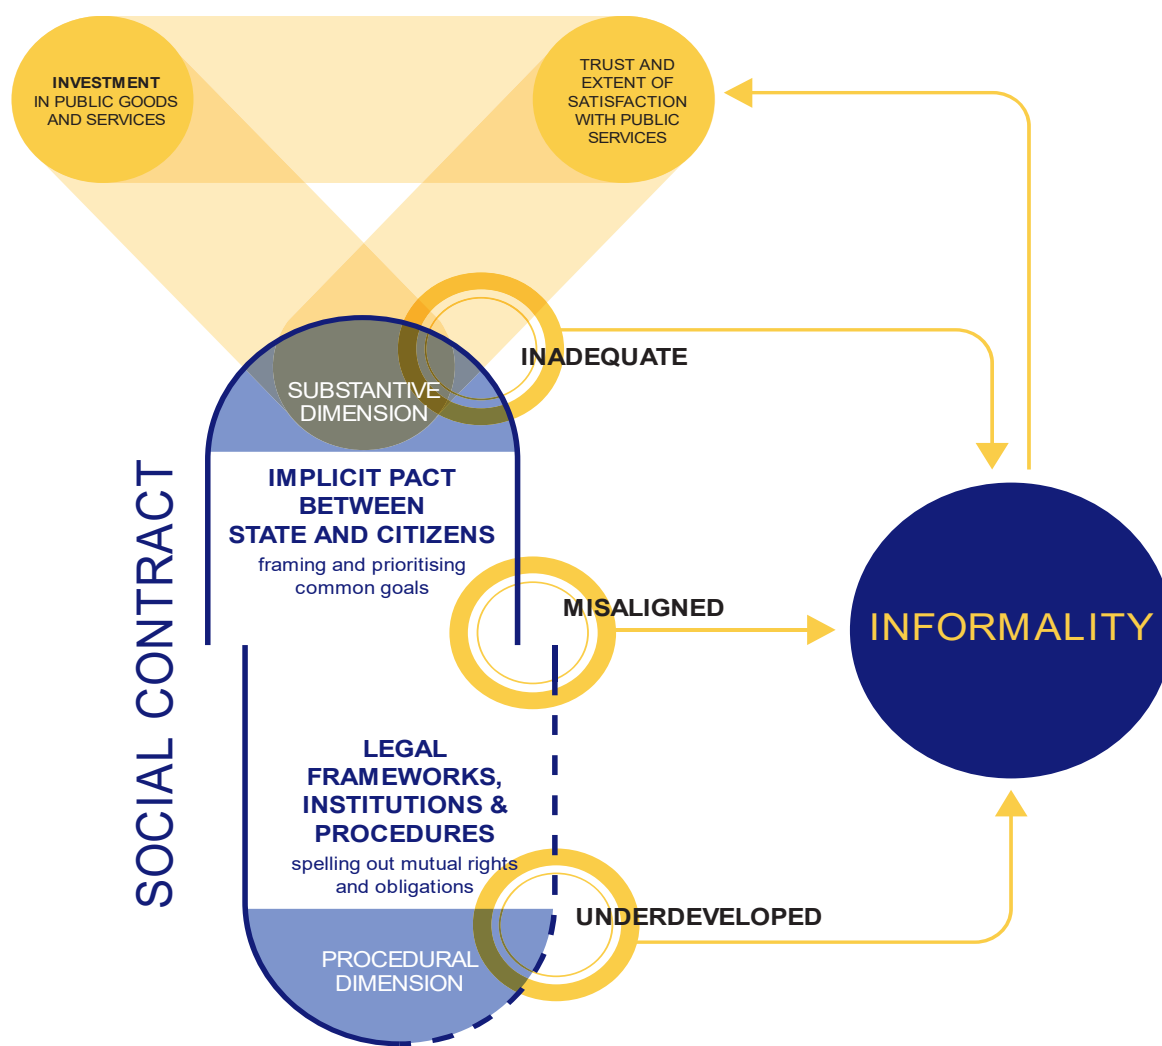 INVESTMENT
IN PUBLIC GOODS
AND SERVICES
TRUST AND
EXTENT OF
SATISFACTION
WITH PUBLIC
SERVICES
INADEQUATE
SUBSTANTIVE
DIMENSION
IMPLICIT PACT
BETWEEN
STATE AND CITIZENS
framing and prioritising
common goals
MISALIGNED
INFORMALITY
SOCIAL CONTRACT
LEGAL
FRAMEWORKS,
INSTITUTIONS &
PROCEDURES
spelling out mutual rights
and obligations
UNDERDEVELOPED
PROCEDURAL
DIMENSION